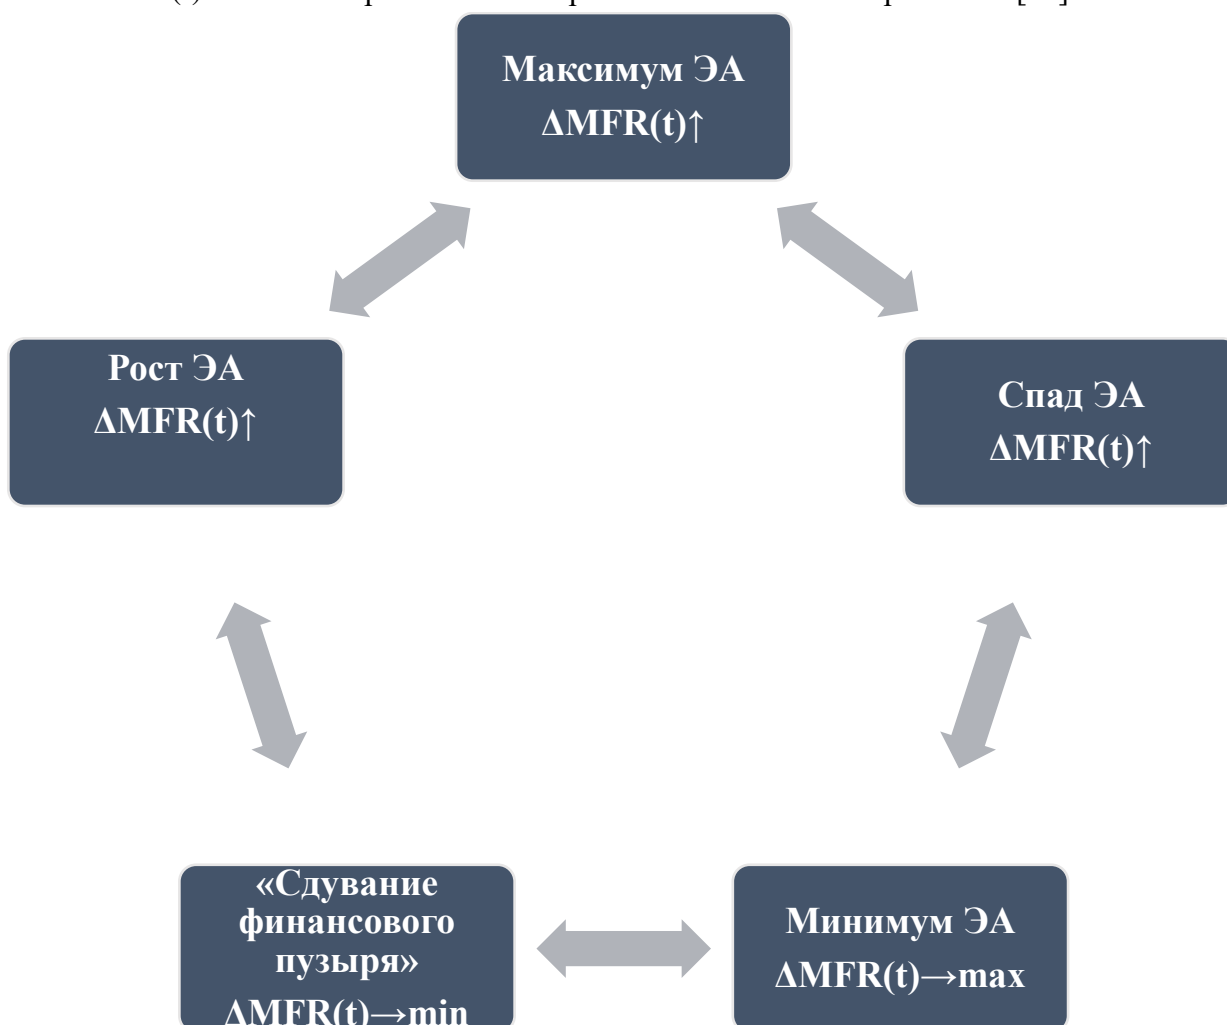 Максимум ЭА
ΔMFR(t)↑
Рост ЭА
ΔMFR(t)↑
Спад ЭА
ΔMFR(t)↑
«Сдувание
финансового
пузыря»
ΔMFR(t)→min
Минимум ЭА
ΔMFR(t)→max